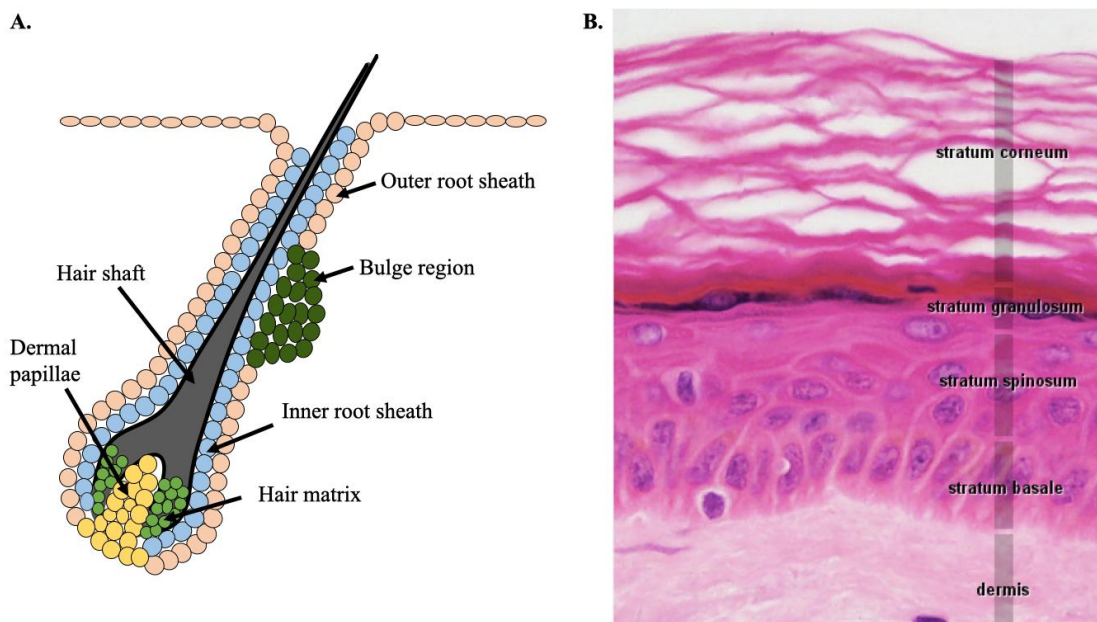 A.
Outer root sheath
Bulge region
Hair shaft
Dermal
papillae
Inner root sheath
Hair matrix
B.
stratum corneum
stratum granulosum
stratum spinosum
stratum basale
dermis